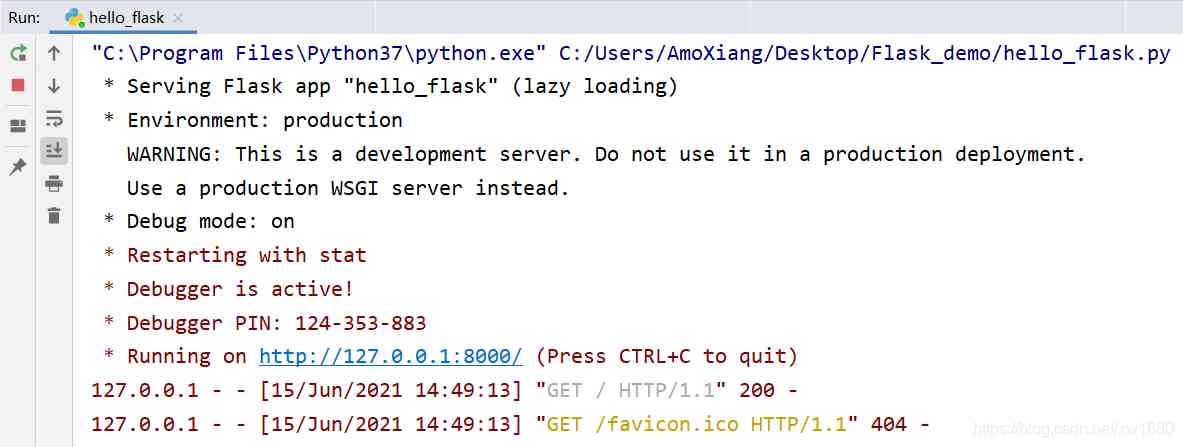 Run: hello_flask
"C:\Program Files\Python37\python.exe" C:/Users/AmoXiang/Desktop/Flask_demo/hello_flask.py
* Serving Flask app "hello_flask" (lazy loading)
* Environment: production
WARNING: This is a development server. Do not use it in a production deployment.
Use a production WSGI server instead.
* Debug mode: on
* Restarting with stat
* Debugger is active!
* Debugger PIN: 124-353-883
* Running on http://127.0.0.1:8000/ (Press CTRL+C to quit)
127.0.0.1 - - [15/Jun/2021 14:49:13] "GET / HTTP/1.1" 200 -
127.0.0.1 - - [15/Jun/2021 14:49:13] "GET /favicon.ico HTTP/1.1" 404 -